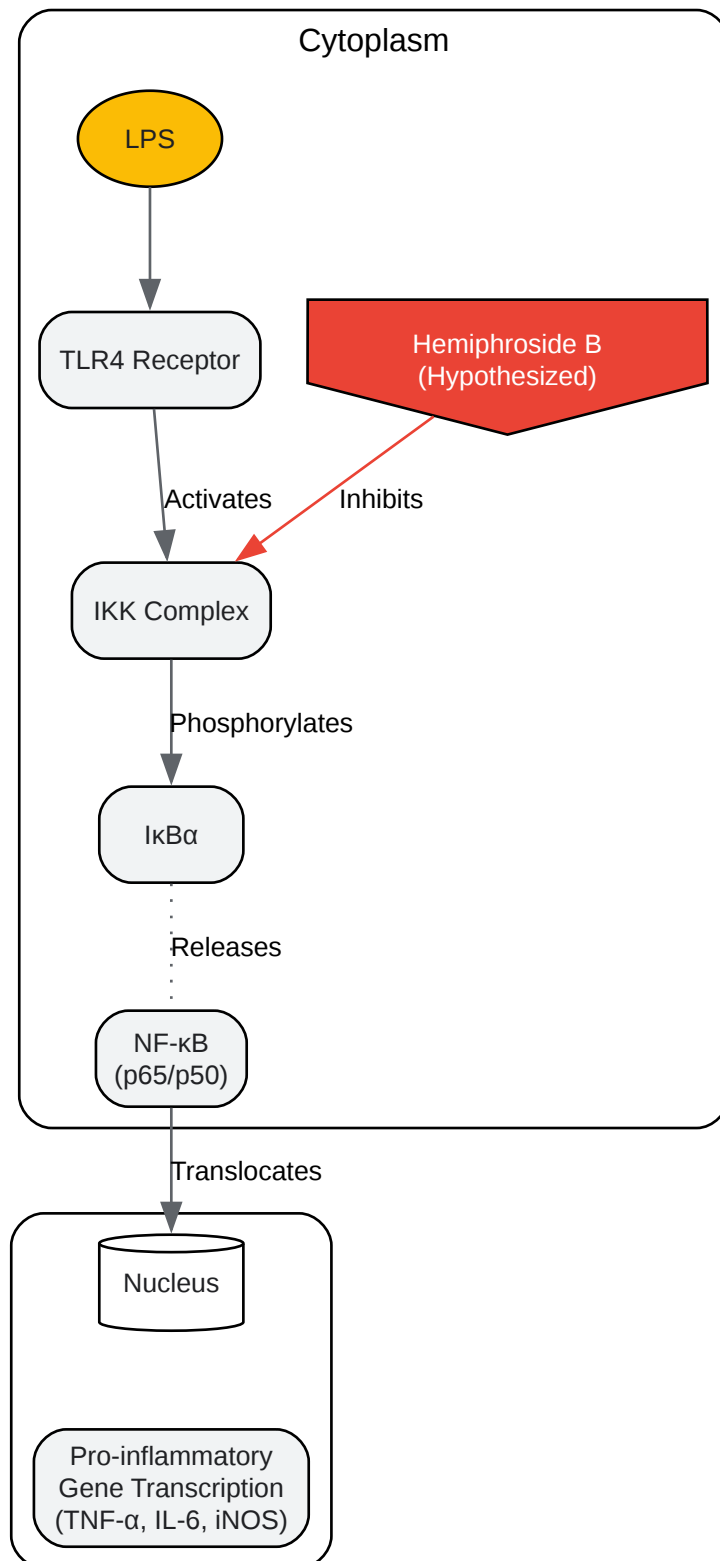 Cytoplasm
LPS
TLR4 Receptor
Hemiphroside B
(Hypothesized)
Activates
Inhibits
IKK Complex
Phosphorylates
IκBα
Releases
NF-κB
(p65/p50)
Translocates
Nucleus
Pro-inflammatory
Gene Transcription
(TNF-α, IL-6, iNOS)